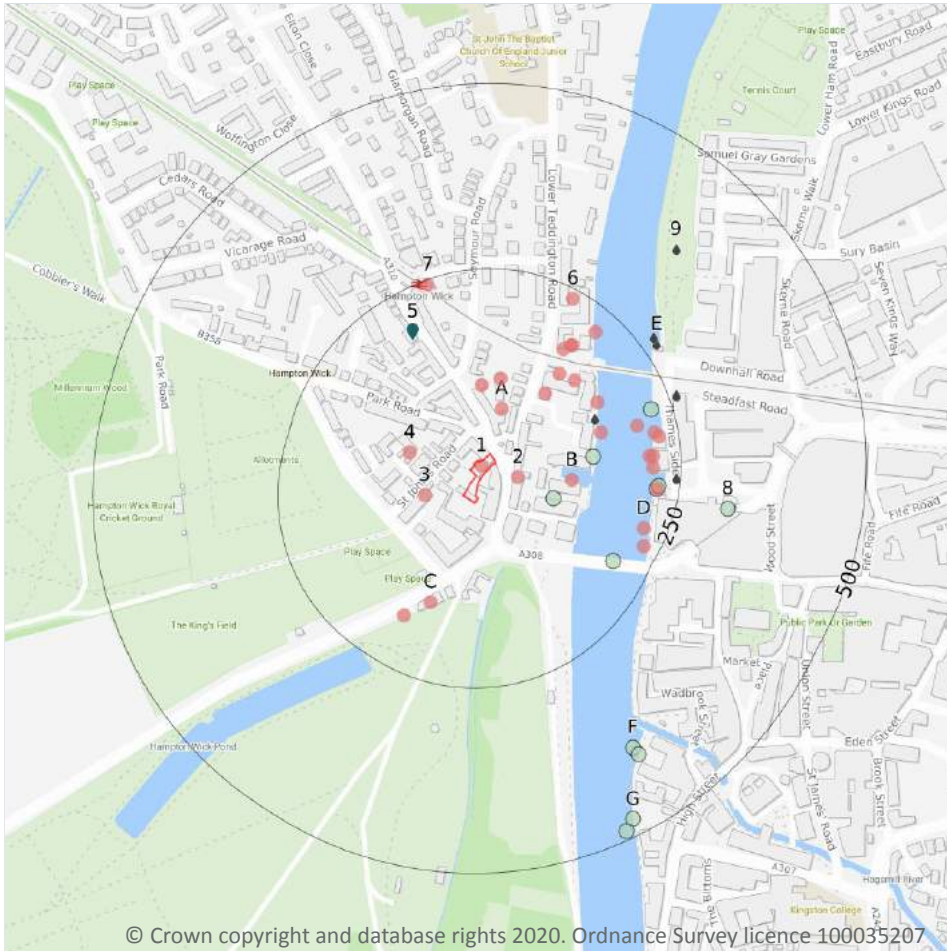 St John The Baptist
Church Of England Junior
School
Play Space
Eastbury Road
Elton Close
Glamorgan Road
Play Space
Play Space
Tennis Court
Lower Ham Road
Lower Kings Road
Woffington Close
Samuel Gray Gardens
Cedars Road
Lower Teddington Road
Seymour Road
Skerne Walk
Vicarage Road
9
Sury Basin
A310
Cobbler's Walk
7
6
Hampton Wick
Skerne Road
Seven Kings Way
5
B358
E
Park Road
Hampton Wick
Downhall Road
Millennium Wood
A
Steadfast Road
Park Road
Thames Side
4
1
St John's Road
2
B
Allotments
3
8
Hampton Wick Royal
Cricket Ground
D
250
Wood Street
Fife Road
Fife Road
A308
Play Space
500
C
Play Space
The King's Field
Public Park Or Garden
Market
Place
Union Street
Wadbrook Street
Hampton Wick Pond
F
Eden Street
High Street
St James' Road
Brook Street
G
A307
The Bittoms
Hogsmill River
Kingston College
A24
© Crown copyright and database rights 2020. Ordnance Survey licence 100035207